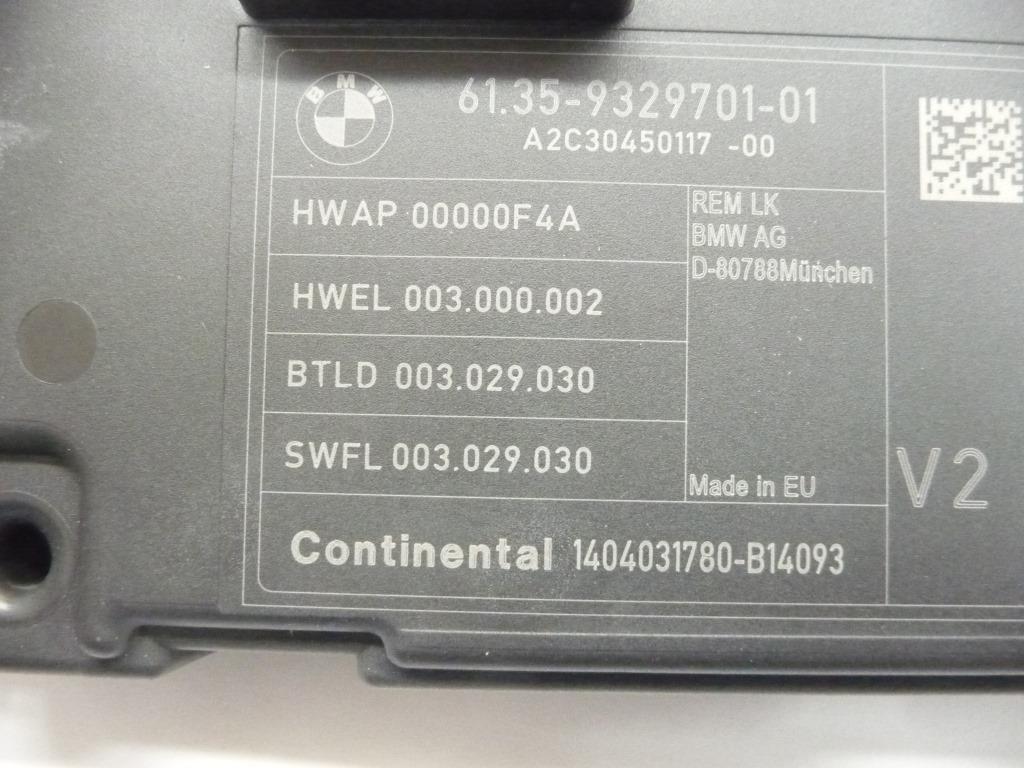 BMW
61.35-9329701-01
A2C30450117 -00
HWAP 00000F4A
HWEL 003.000.002
BTLD 003.029.030
SWFL 003.029.030
REM LK
BMW AG
D-80788München
Made in EU
V2
Continental 1404031780-B14093